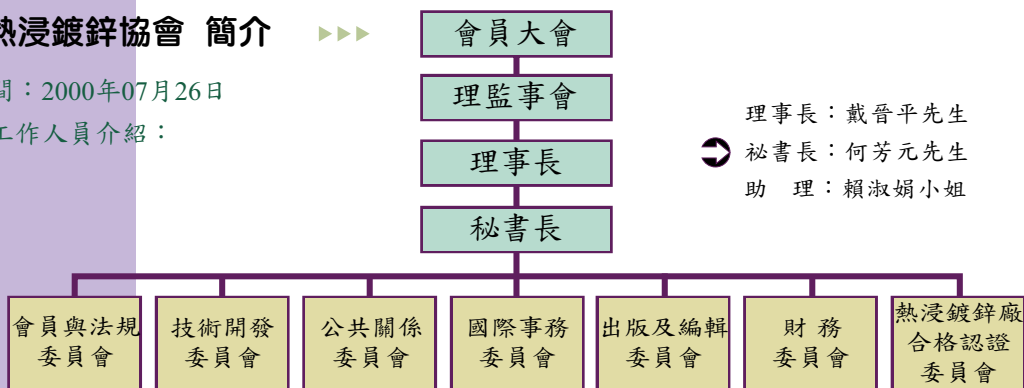 熱浸鍍鋅協會 簡介
間：2000年07月26日
工作人員介紹：
會員大會
理監事會
理事長
秘書長
理事長：戴晉平先生
祕書長：何芳元先生
助 理：賴淑娟小姐
會員與法規
委員會
技術開發
委員會
公共關係
委員會
國際事務
委員會
出版及編輯
委員會
財 務
委員會
熱浸鍍鋅廠
合格認證
委員會